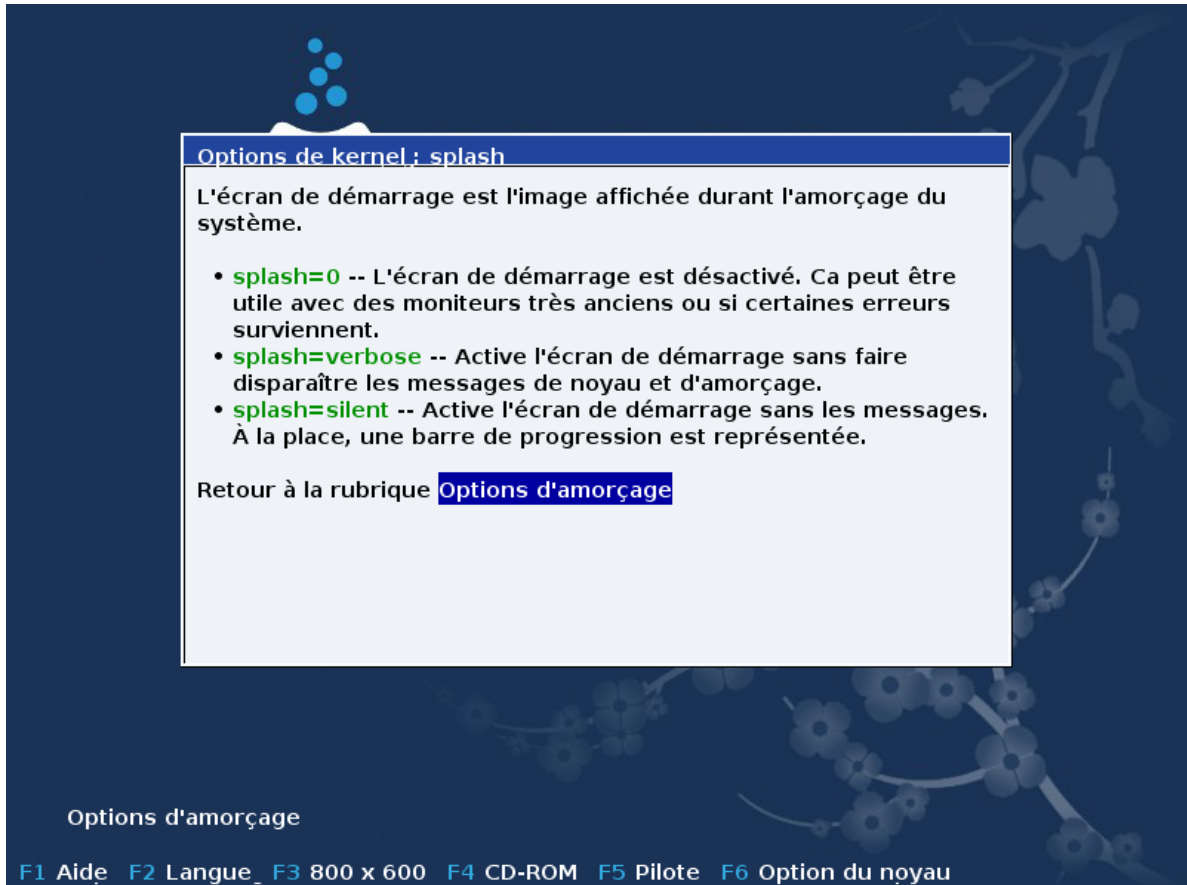 Options de kernel : splash
L'écran de démarrage est l'image affichée durant l'amorçage du
système.
• splash=0 -- L'écran de démarrage est désactivé. Ca peut être
utile avec des moniteurs très anciens ou si certaines erreurs
surviennent.
• splash=verbose -- Active l'écran de démarrage sans faire
disparaître les messages de noyau et d'amorçage.
• splash=silent -- Active l'écran de démarrage sans les messages.
À la place, une barre de progression est représentée.
Retour à la rubrique Options d'amorçage
Options d'amorçage
F1 Aide F2 Langue F3 800 x 600 F4 CD-ROM F5 Pilote F6 Option du noyau